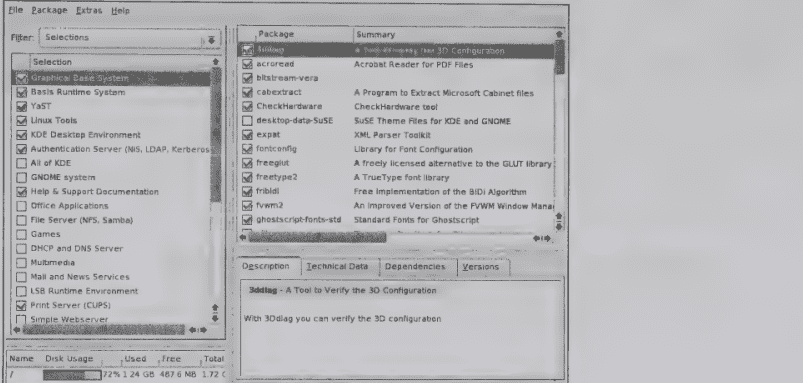 File Package Extras Help
Filter: Selections
Selection
Graphical Base System
Basis Runtime System
YaST
Linux Tools
KDE Desktop Environment
Authentication Server (NIS, LDAP, Kerberos
All of KDE
GNOME system
Help & Support Documentation
Office Applications
File Server (NFS, Samba)
Games
DHCP and DNS Server
Multimedia
Mail and News Services
LSB Runtime Environment
Print Server (CUPS)
Simple Webserver
Name Disk Usage Used Free Total
/ 72% 1.24 GB 487.6 MB 1.72 G
Package Summary
3ddiag A Tool to Verify the 3D Configuration
acroread Acrobat Reader for PDF Files
bitstream-vera
cabextract A Program to Extract Microsoft Cabinet files
CheckHardware CheckHardware tool
desktop-data-SuSE SuSE Theme Files for KDE and GNOME
expat XML Parser Toolkit
fontconfig Library for Font Configuration
freeglut A freely licensed alternative to the GLUT library
freetype2 A TrueType font library
fribidi Free Implementation of the BiDi Algorithm
fvwm2 An Improved Version of the FVWM Window Mana
ghostscript-fonts-std Standard Fonts for Ghostscript
Description Technical Data Dependencies Versions
3ddiag - A Tool to Verify the 3D Configuration
With 3Ddiag you can verify the 3D configuration